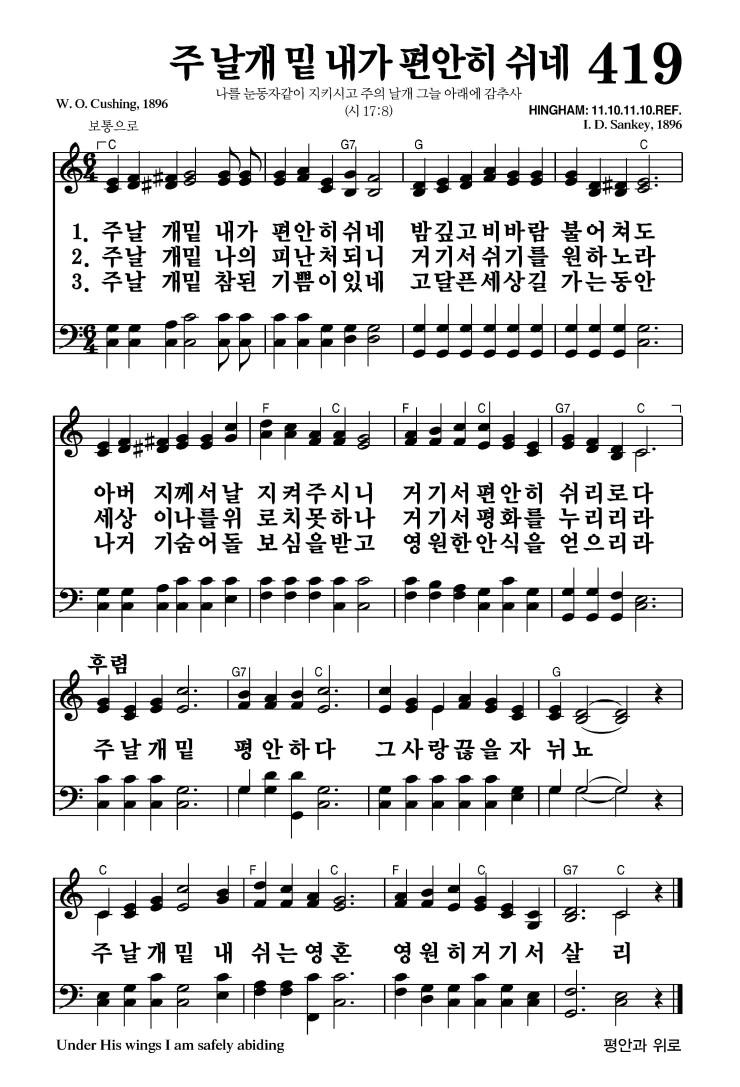 주 날개 밑 내가 편안히 쉬네 419
나를 눈동자같이 지키시고 주의 날개 그늘 아래에 감추사
(시 17:8)
W. O. Cushing, 1896
HINGHAM: 11.10.11.10.REF.
I. D. Sankey, 1896
보통으로
C G7 G C
1. 주날 개밑 내가 편안히쉬네 밤깊고비바람 불어쳐도
2. 주날 개밑 나의 피난처되니 거기서쉬기를 원하노라
3. 주날 개밑 참된 기쁨이있네 고달픈세상길 가는동안
F C F C G7 C
아버 지께서날 지켜주시니 거기서편안히 쉬리로다
세상 이나를위 로치못하나 거기서평화를 누리리라
나거 기숨어돌 보심을받고 영원한안식을 얻으리라
후렴
G7 C G
주날개밑 평안하다 그사랑끊을자 뉘뇨
C F C F C G7 C
주날개밑 내 쉬는영혼 영원히거기서 살 리
Under His wings I am safely abiding
평안과 위로